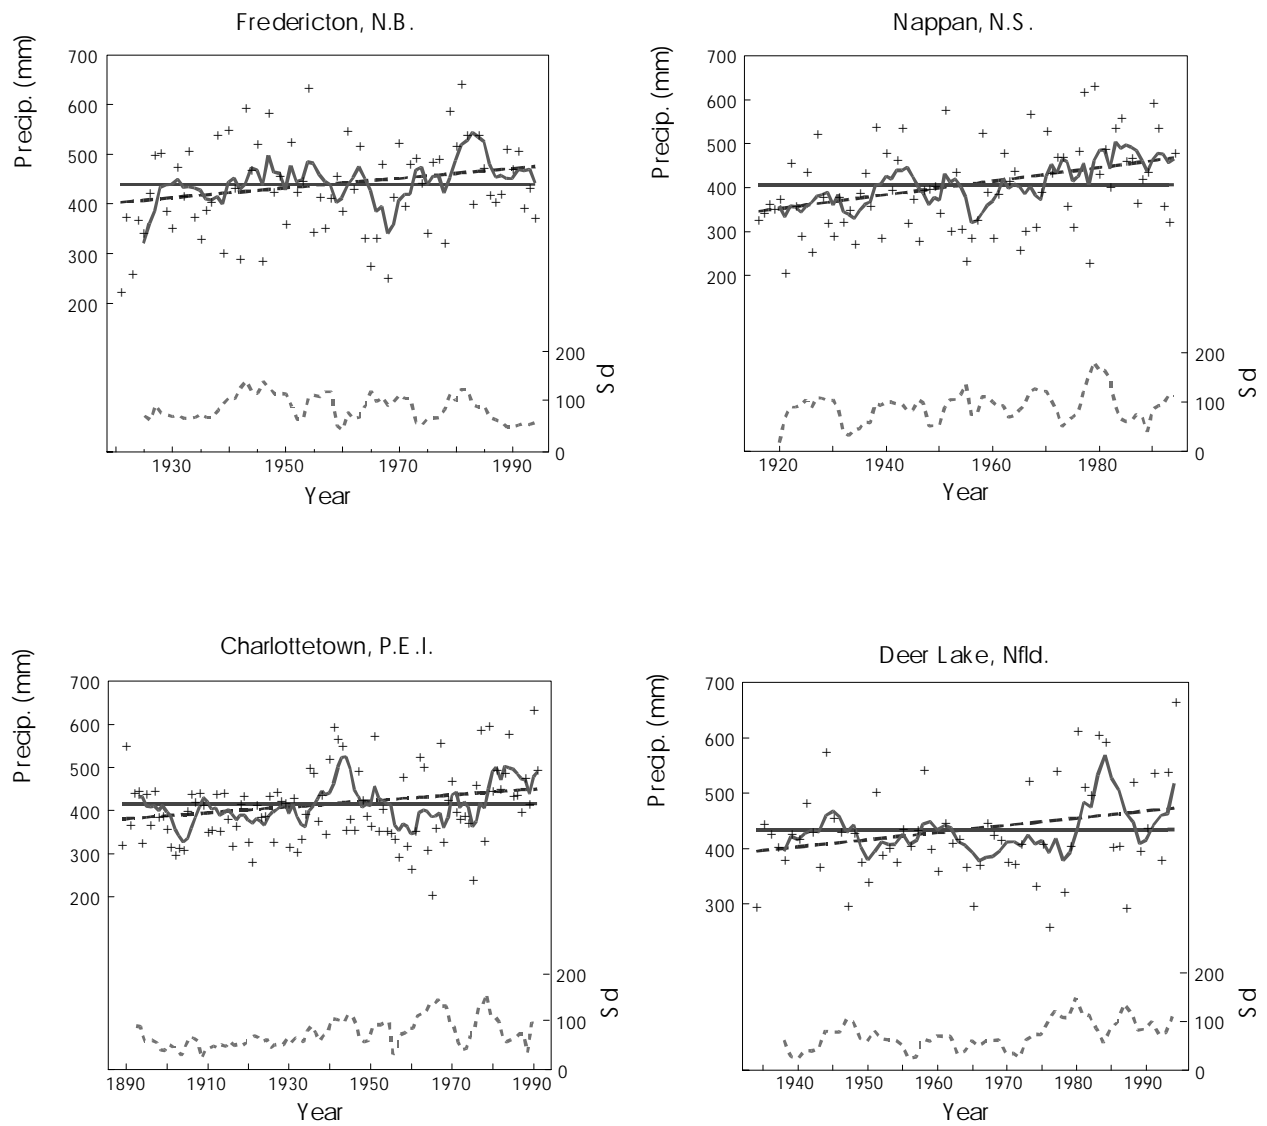 Fredericton, N.B.
Precip. (mm)
700
600
500
400
300
200
200
100
0
Sd
1930 1950 1970 1990
Year
Nappan, N.S.
Precip. (mm)
700
600
500
400
300
200
200
100
0
Sd
1920 1940 1960 1980
Year
Charlottetown, P.E.I.
Precip. (mm)
700
600
500
400
300
200
200
100
0
Sd
1890 1910 1930 1950 1970 1990
Year
Deer Lake, Nfld.
Precip. (mm)
700
600
500
400
300
200
100
0
Sd
1940 1950 1960 1970 1980 1990
Year